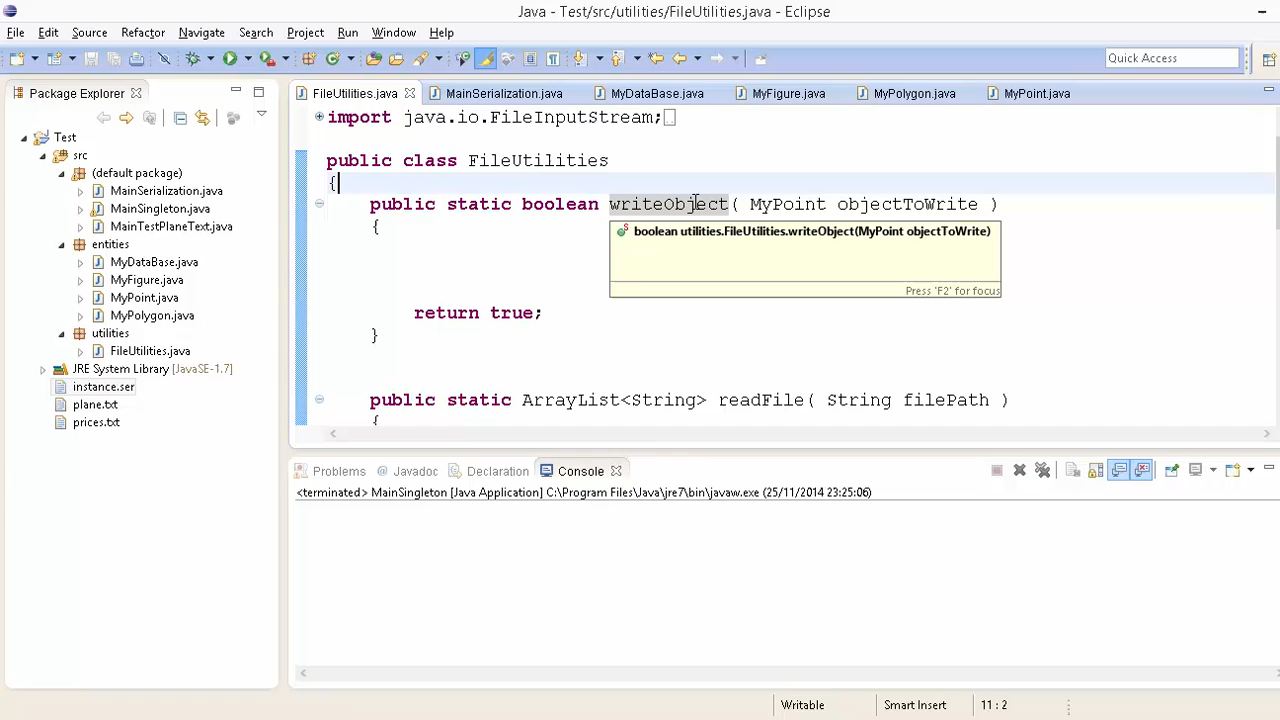 Java - Test/src/utilities/FileUtilities.java - Eclipse
File Edit Source Refactor Navigate Search Project Run Window Help
Quick Access
Package Explorer
Test
src
(default package)
MainSerialization.java
MainSingleton.java
MainTestPlaneText.java
entities
MyDataBase.java
MyFigure.java
MyPoint.java
MyPolygon.java
utilities
FileUtilities.java
JRE System Library [JavaSE-1.7]
instance.ser
plane.txt
prices.txt
FileUtilities.java MainSerialization.java MyDataBase.java MyFigure.java MyPolygon.java MyPoint.java
import java.io.FileInputStream;
public class FileUtilities
{
public static boolean writeObject( MyPoint objectToWrite )
{
boolean utilities.FileUtilities.writeObject(MyPoint objectToWrite)
Press 'F2' for focus
return true;
}
public static ArrayList<String> readFile( String filePath )
{
Problems Javadoc Declaration Console
<terminated> MainSingleton [Java Application] C:\Program Files\Java\jre7\bin\javaw.exe (25/11/2014 23:25:06)
Writable Smart Insert 11 : 2